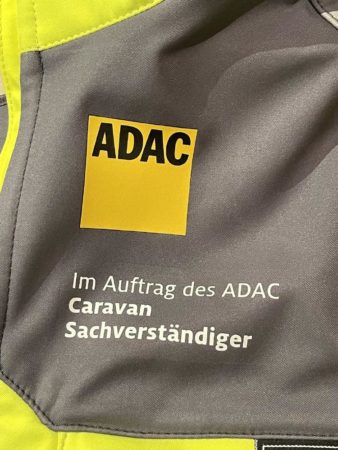 ADAC
Im Auftrag des ADAC
Caravan
Sachverständiger